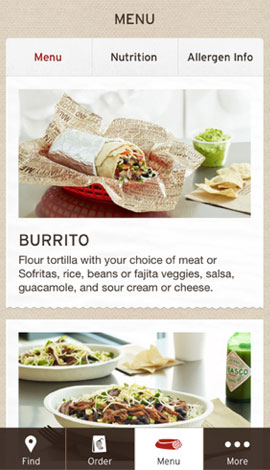 MENU
Menu Nutrition Allergen Info
BURRITO
Flour tortilla with your choice of meat or
Sofritas, rice, beans or fajita veggies, salsa,
guacamole, and sour cream or cheese.
TABASCO
Find Order Menu More